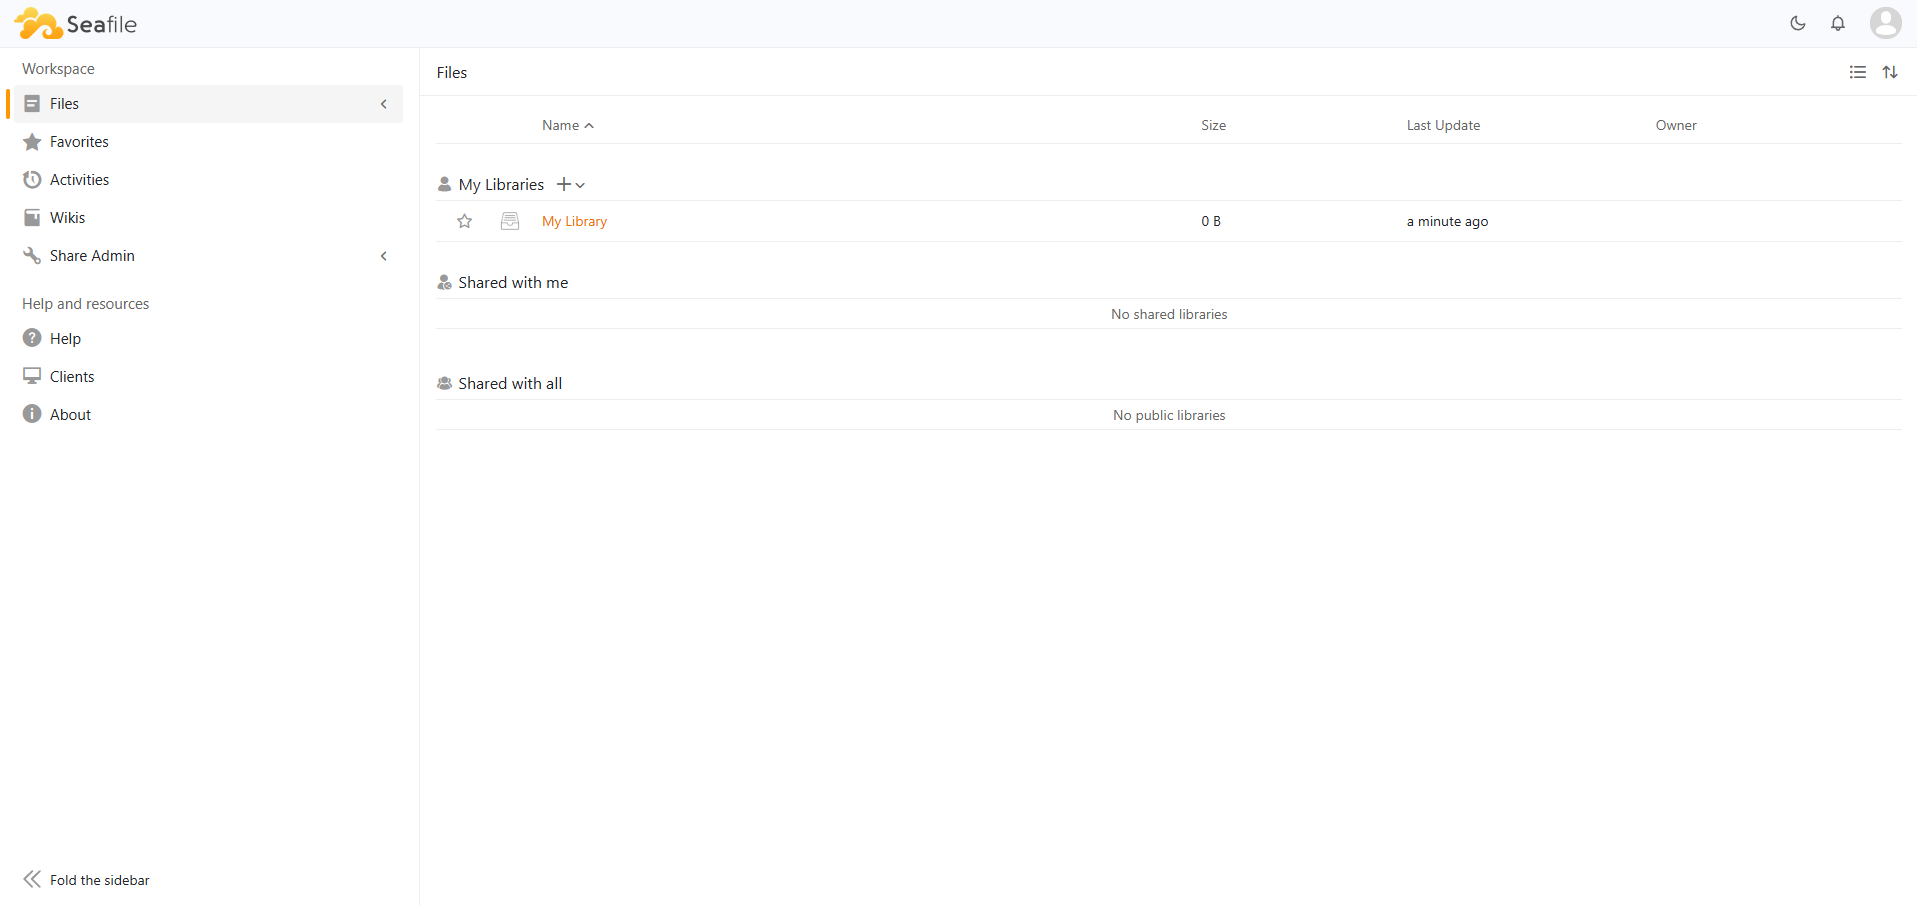 Seafile
Workspace
Files
Favorites
Activities
Wikis
Share Admin
Help and resources
Help
Clients
About
Fold the sidebar
Files
Name Size Last Update Owner
My Libraries
My Library 0 B a minute ago
Shared with me
No shared libraries
Shared with all
No public libraries